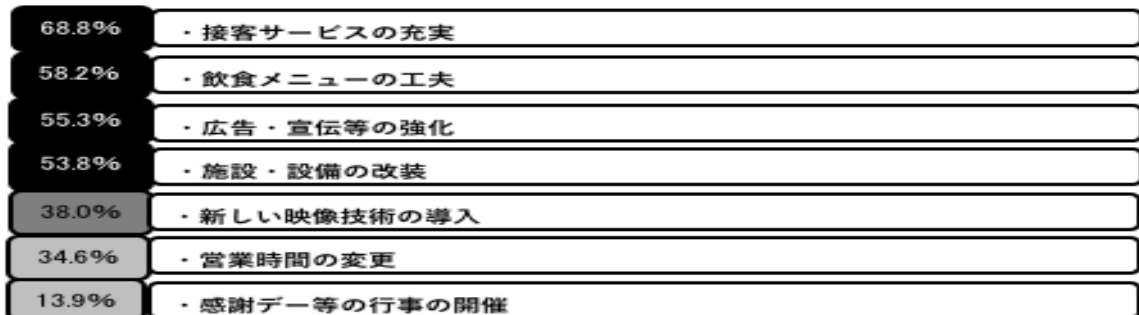 68.8% ・接客サービスの充実
58.2% ・飲食メニューの工夫
55.3% ・広告・宣伝等の強化
53.8% ・施設・設備の改装
38.0% ・新しい映像技術の導入
34.6% ・営業時間の変更
13.9% ・感謝デー等の行事の開催